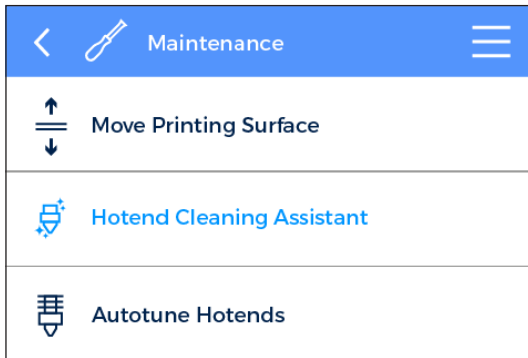 Maintenance
Move Printing Surface
Hotend Cleaning Assistant
Autotune Hotends